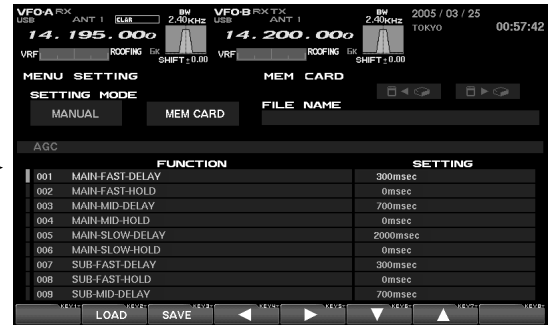 VFO-A RX BW VFO-B RX TX BW 2005 / 03 / 25
USB ANT 1 CLAR 2.40KHz USB ANT 1 2.40KHz TOKYO 00:57:42
14. 195. 00o 14. 200. 00o
VRF ROOFING 6K SHIFT±0.00 VRF ROOFING 6K SHIFT±0.00
MENU SETTING MEM CARD
SETTING MODE
MANUAL MEM CARD FILE NAME
AGC
FUNCTION SETTING
001 MAIN-FAST-DELAY 300msec
002 MAIN-FAST-HOLD 0msec
003 MAIN-MID-DELAY 700msec
004 MAIN-MID-HOLD 0msec
005 MAIN-SLOW-DELAY 2000msec
006 MAIN-SLOW-HOLD 0msec
007 SUB-FAST-DELAY 300msec
008 SUB-FAST-HOLD 0msec
009 SUB-MID-DELAY 700msec
LOAD SAVE